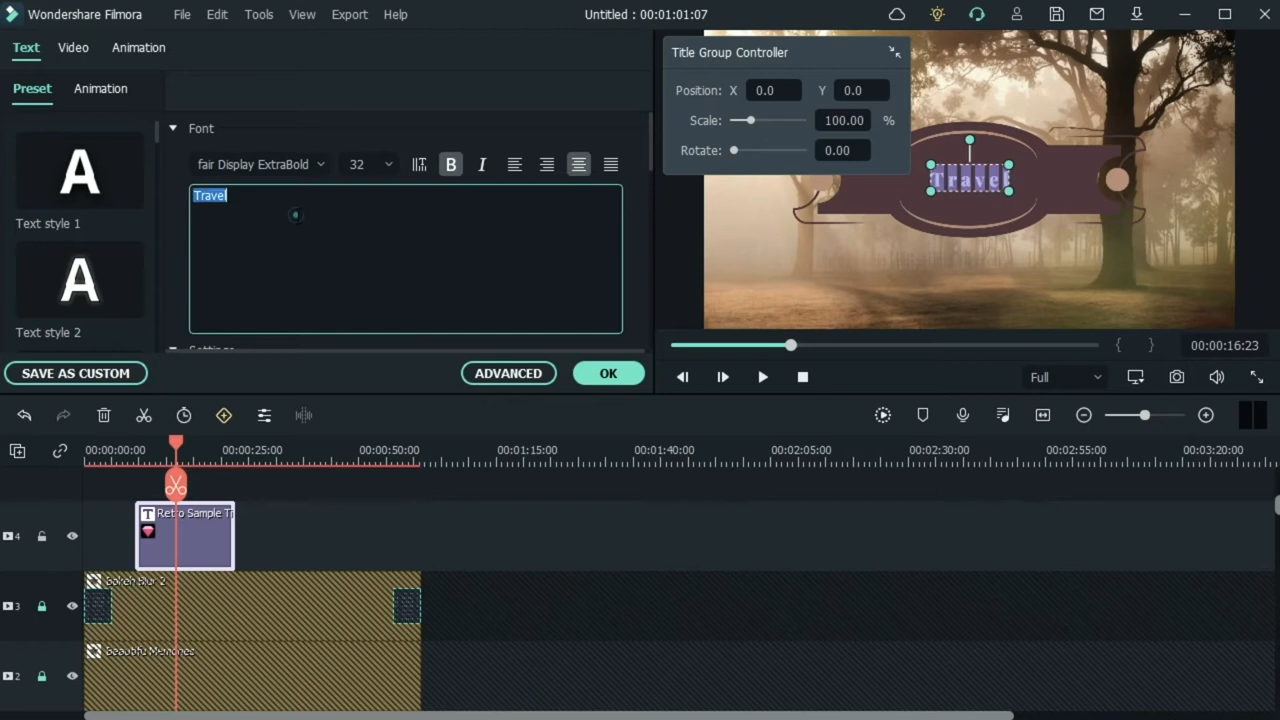 Wondershare Filmora File Edit Tools View Export Help Untitled : 00:01:01:07
Text Video Animation
Preset Animation
A
Text style 1
A
Text style 2
Font
fair Display ExtraBold 32 B I
Travel
SAVE AS CUSTOM ADVANCED OK
Title Group Controller
Position: X 0.0 Y 0.0
Scale: 100.00 %
Rotate: 0.00
Travel
{ } 00:00:16:23
Full
00:00:00:00 00:00:25:00 00:00:50:00 00:01:15:00 00:01:40:00 00:02:05:00 00:02:30:00 00:02:55:00 00:03:20:00
4 T Retro Sample Ti
3 Bokeh Blur 2
2 Beautiful Memories